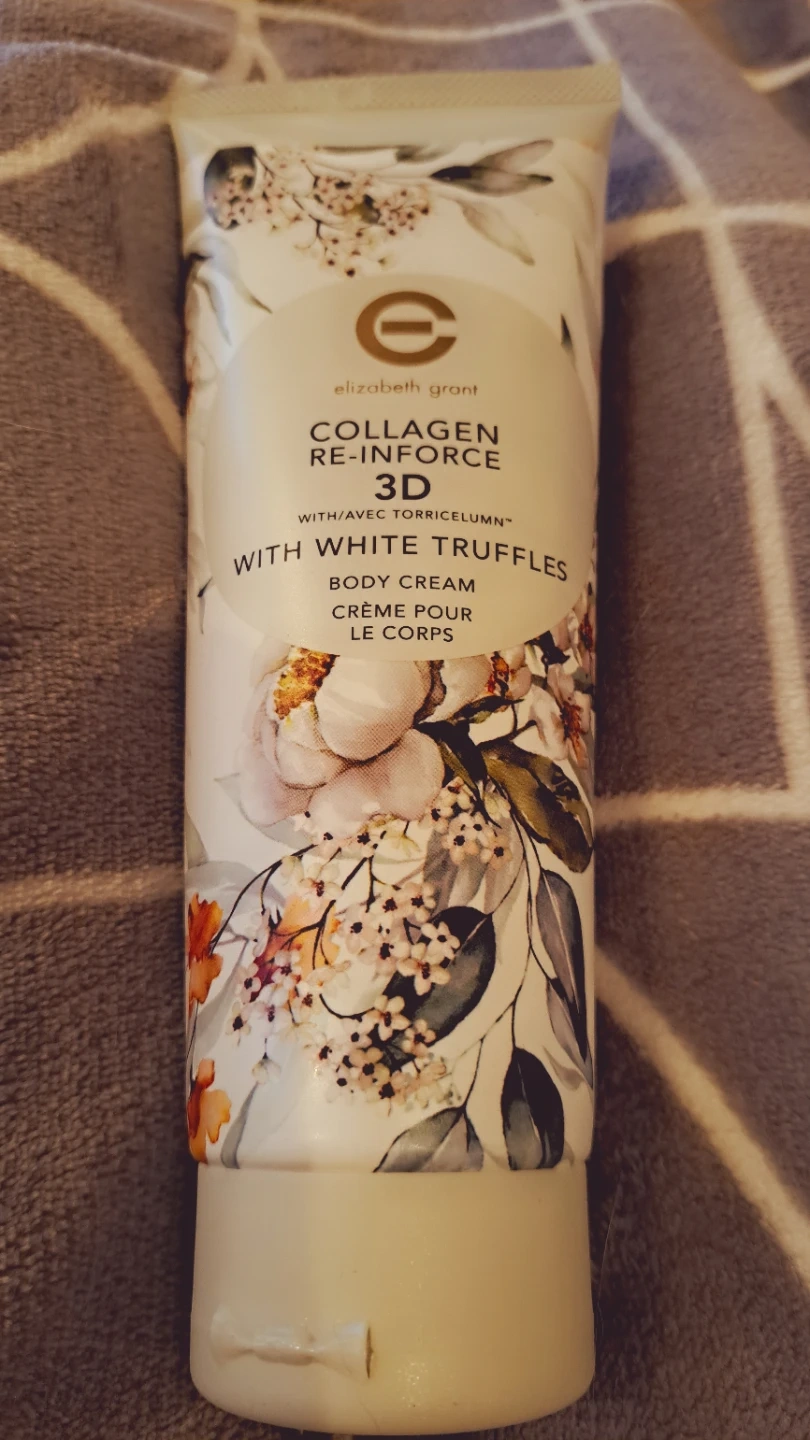 elizabeth grant
COLLAGEN
RE-INFORCE
3D
WITH/AVEC TORRICELUMN™
WITH WHITE TRUFFLES
BODY CREAM
CRÈME POUR
LE CORPS